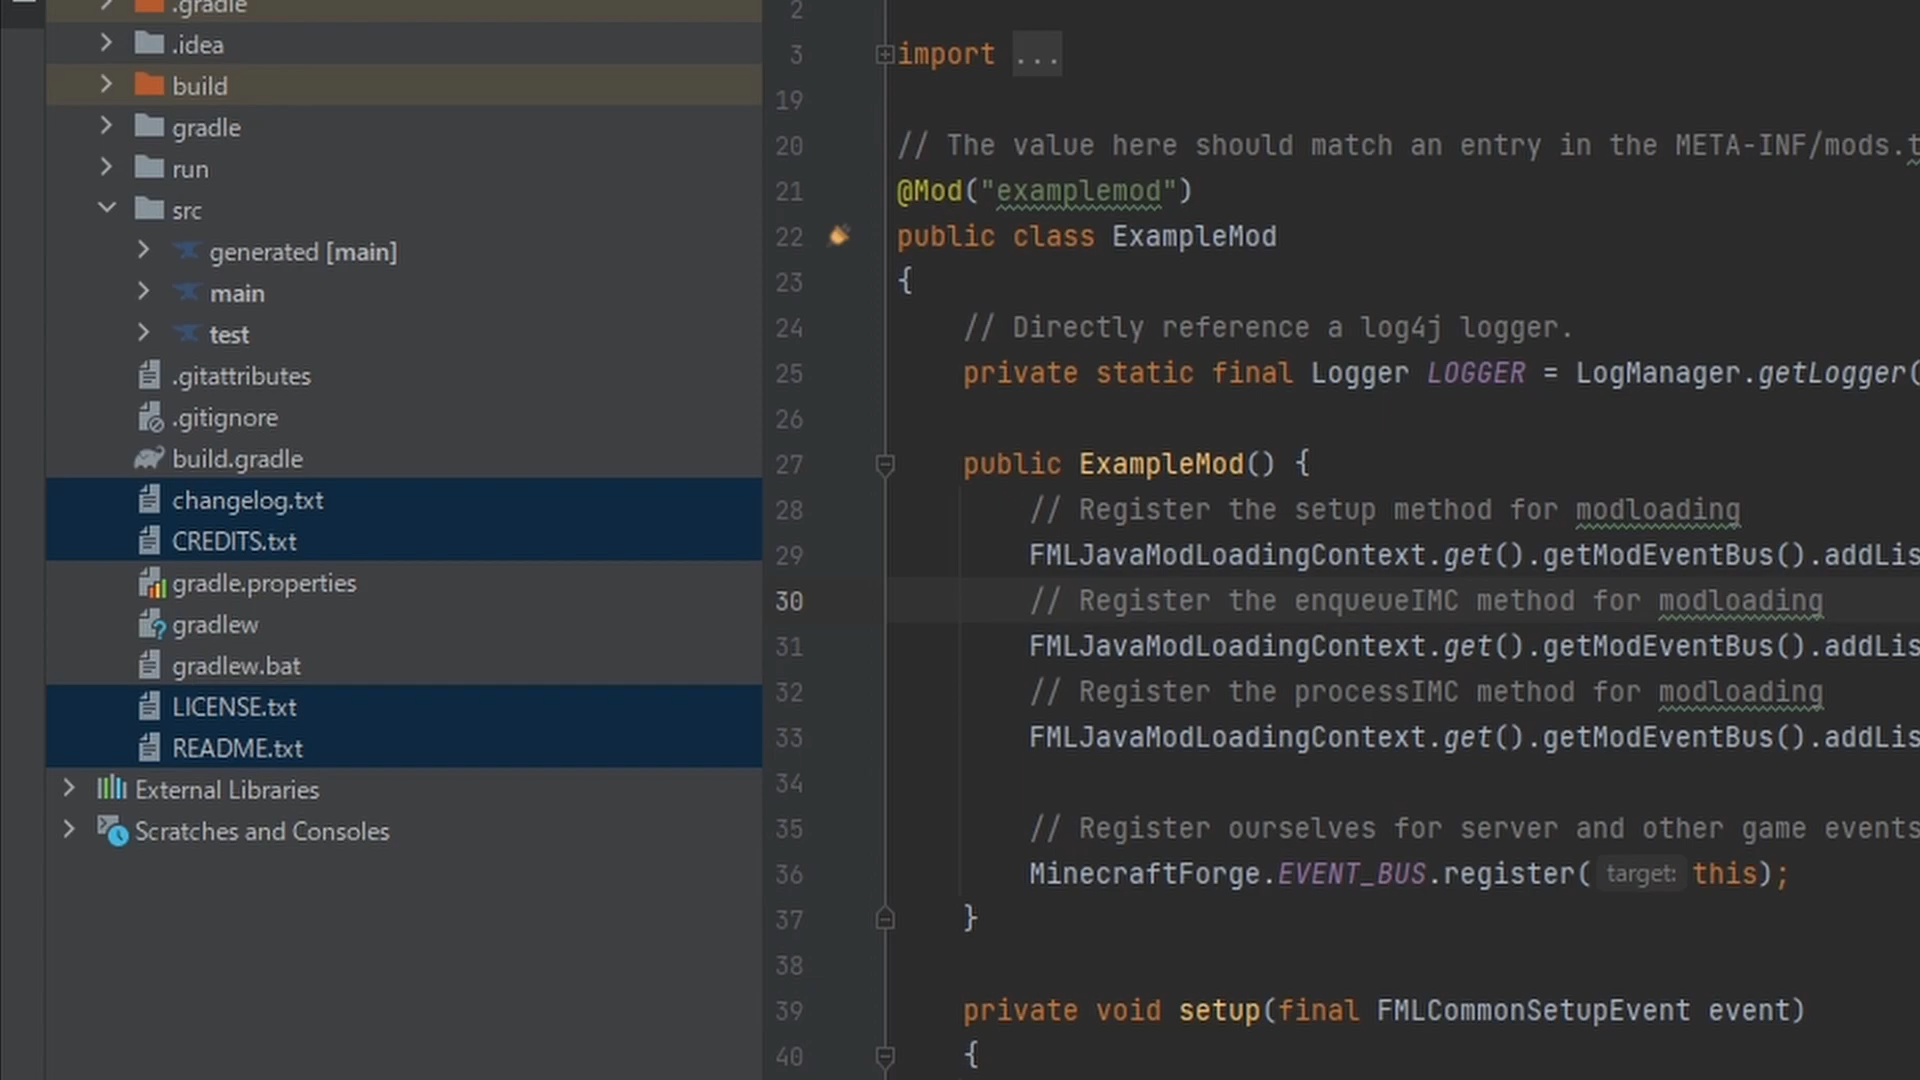 .gradle
.idea
build
gradle
run
src
generated [main]
main
test
.gitattributes
.gitignore
build.gradle
changelog.txt
CREDITS.txt
gradle.properties
gradlew
gradlew.bat
LICENSE.txt
README.txt
External Libraries
Scratches and Consoles
2
3 import ...
19
20 // The value here should match an entry in the META-INF/mods.t
21 @Mod("examplemod")
22 public class ExampleMod
23 {
24 // Directly reference a log4j logger.
25 private static final Logger LOGGER = LogManager.getLogger(
26
27 public ExampleMod() {
28 // Register the setup method for modloading
29 FMLJavaModLoadingContext.get().getModEventBus().addLis
30 // Register the enqueueIMC method for modloading
31 FMLJavaModLoadingContext.get().getModEventBus().addLis
32 // Register the processIMC method for modloading
33 FMLJavaModLoadingContext.get().getModEventBus().addLis
34
35 // Register ourselves for server and other game events
36 MinecraftForge.EVENT_BUS.register( target: this);
37 }
38
39 private void setup(final FMLCommonSetupEvent event)
40 {